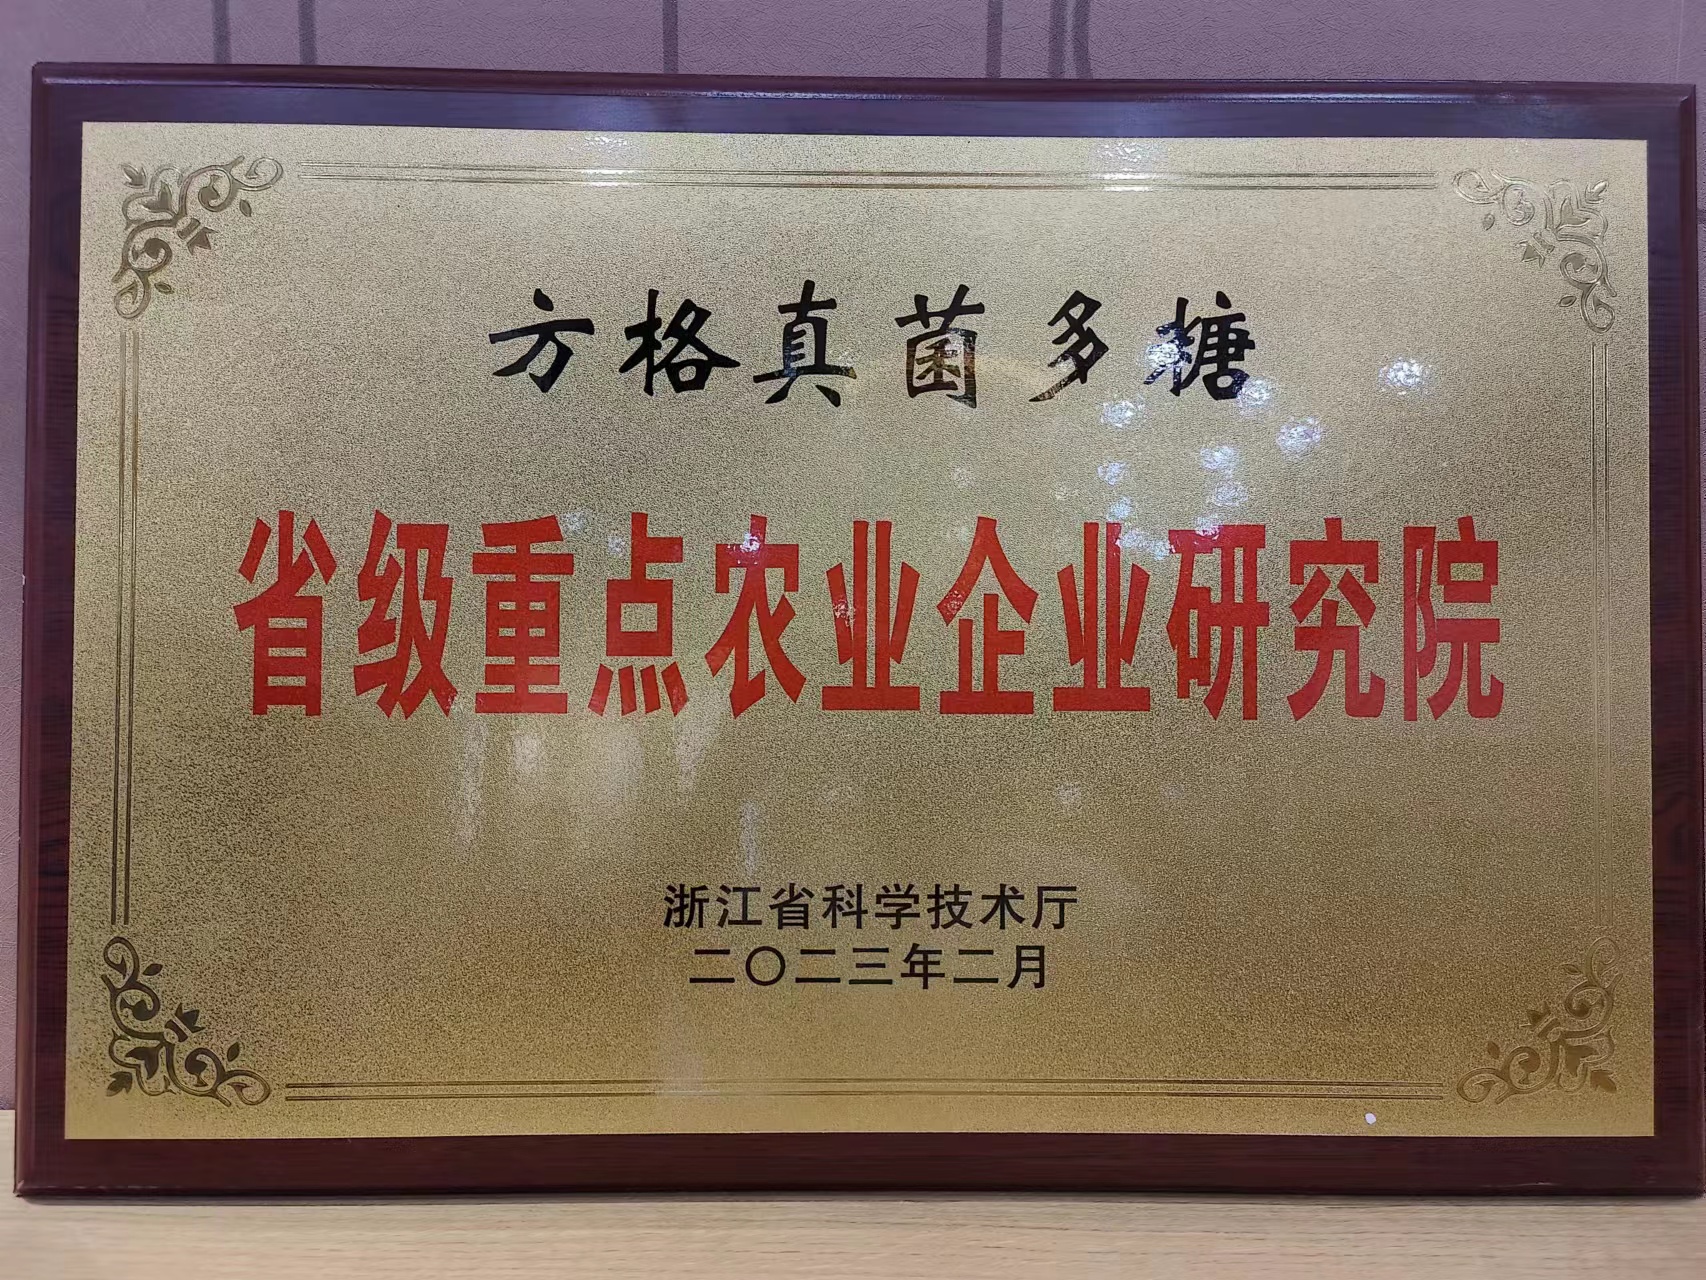 方格真菌多糖
省级重点农业企业研究院
浙江省科学技术厅
二〇二三年二月